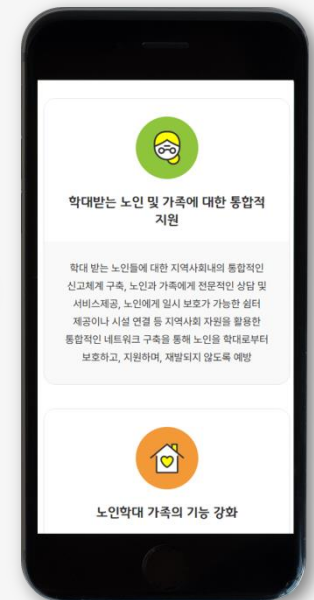 학대받는 노인 및 가족에 대한 통합적
지원
학대 받는 노인들에 대한 지역사회내의 통합적인
신고체계 구축, 노인과 가족에게 전문적인 상담 및
서비스제공, 노인에게 일시 보호가 가능한 쉼터
제공이나 시설 연결 등 지역사회 자원을 활용한
통합적인 네트워크 구축을 통해 노인을 학대로부터
보호하고, 지원하며, 재발되지 않도록 예방
노인학대 가족의 기능 강화